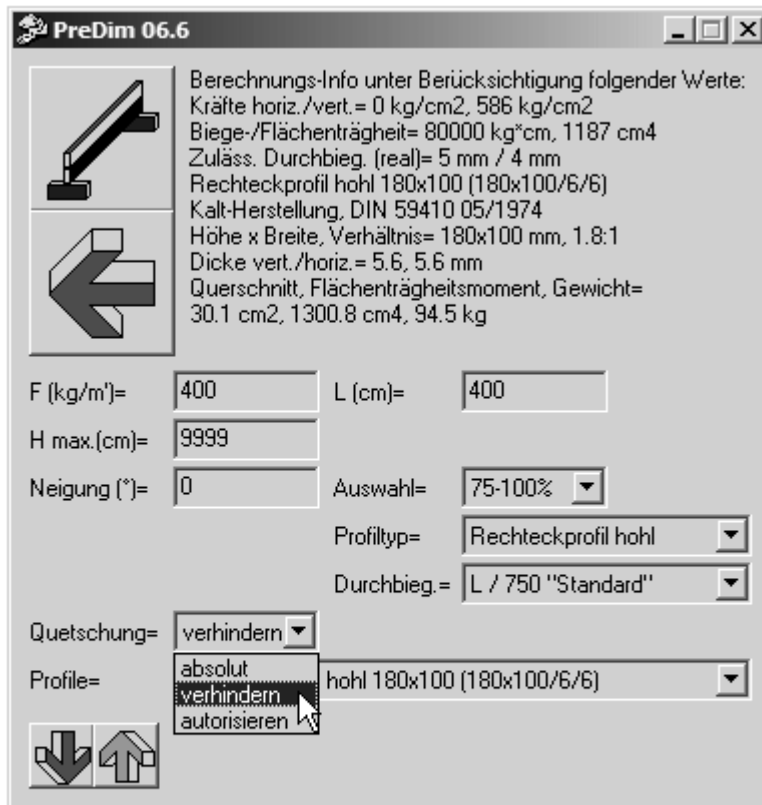 PreDim 06.6
Berechnungs-Info unter Berücksichtigung folgender Werte:
Kräfte horiz./vert.= 0 kg/cm2, 586 kg/cm2
Biege-/Flächenträgheit= 80000 kg*cm, 1187 cm4
Zuläss. Durchbieg. (real)= 5 mm / 4 mm
Rechteckprofil hohl 180x100 (180x100/6/6)
Kalt-Herstellung, DIN 59410 05/1974
Höhe x Breite, Verhältnis= 180x100 mm, 1.8:1
Dicke vert./horiz.= 5.6, 5.6 mm
Querschnitt, Flächenträgheitsmoment, Gewicht=
30.1 cm2, 1300.8 cm4, 94.5 kg
F (kg/m')= 400 L (cm)= 400
H max.(cm)= 9999
Neigung (°)= 0 Auswahl= 75-100%
Profiltyp= Rechteckprofil hohl
Durchbieg.= L / 750 "Standard"
Quetschung= verhindern
absolut
Profile= hohl 180x100 (180x100/6/6)
verhindern
autorisieren